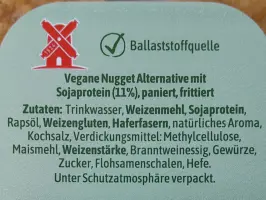 Ballaststoffquelle
Vegane Nugget Alternative mit
Sojaprotein (11%), paniert, frittiert
Zutaten: Trinkwasser, Weizenmehl, Sojaprotein,
Rapsöl, Weizengluten, Haferfasern, natürliches Aroma,
Kochsalz, Verdickungsmittel: Methylcellulose,
Maismehl, Weizenstärke, Branntweinessig, Gewürze,
Zucker, Flohsamenschalen, Hefe.
Unter Schutzatmosphäre verpackt.